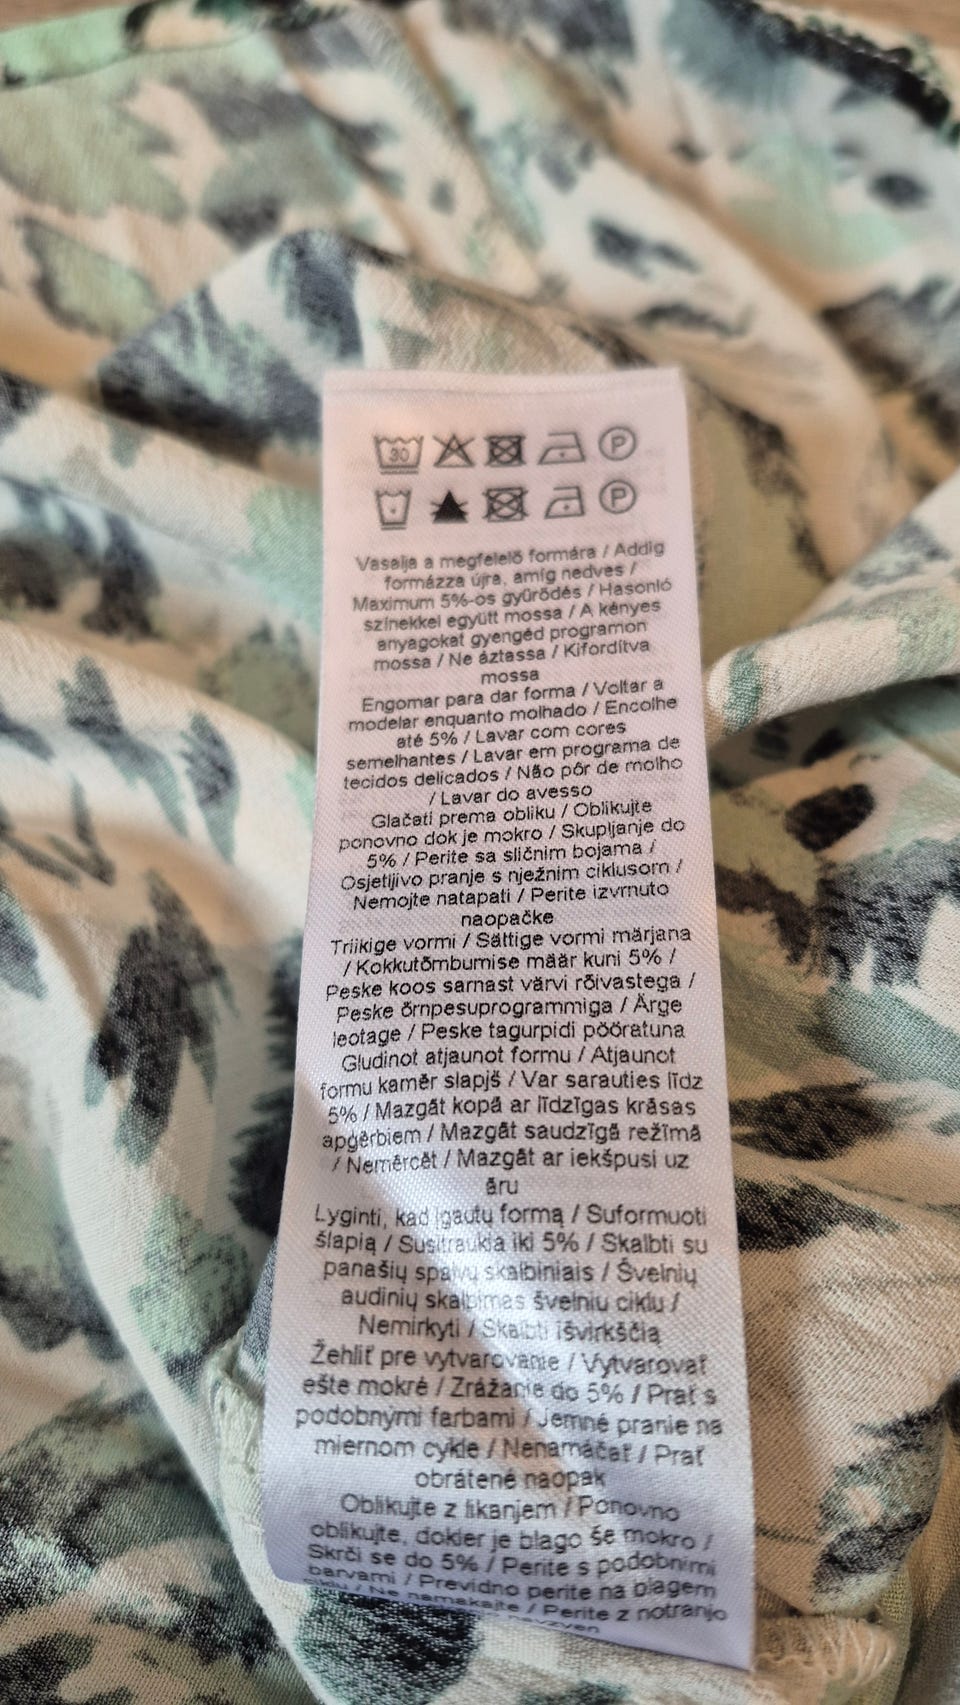 30 P
P
Vasalja a megfelelő formára / Addig
formázza újra, amíg nedves /
Maximum 5%-os gyűrődés / Hasonló
színekkel együtt mossa / A kényes
anyagokat gyengéd programon
mossa / Ne áztassa / Kifordítva
mossa
Engomar para dar forma / Voltar a
modelar enquanto molhado / Encolhe
até 5% / Lavar com cores
semelhantes / Lavar em programa de
tecidos delicados / Não pôr de molho
/ Lavar do avesso
Glačati prema obliku / Oblikujte
ponovno dok je mokro / Skupljanje do
5% / Perite sa sličnim bojama /
Osjetljivo pranje s nježnim ciklusom /
Nemojte natapati / Perite izvrnuto
naopačke
Triikige vormi / Sättige vormi märjana
/ Kokkutõmbumise määr kuni 5% /
Peske koos sarnast värvi rõivastega /
Peske õrnpesuprogrammiga / Ärge
leotage / Peske tagurpidi pööratuna
Gludinot atjaunot formu / Atjaunot
formu kamēr slapjš / Var sarauties līdz
5% / Mazgāt kopā ar līdzīgas krāsas
apģērbiem / Mazgāt saudzīgā režīmā
/ Nemērcēt / Mazgāt ar iekšpusi uz
āru
Lyginti, kad įgautų formą / Suformuoti
šlapią / Susitraukia iki 5% / Skalbti su
panašių spalvų skalbiniais / Švelnių
audinių skalbimas švelniu ciklu /
Nemirkyti / Skalbti išvirkščią
Žehliť pre vytvarovanie / Vytvarovať
ešte mokré / Zrážanie do 5% / Prať s
podobnými farbami / Jemné pranie na
miernom cykle / Nenamáčať / Prať
obrátené naopak
Oblikujte z likanjem / Ponovno
oblikujte, dokler je blago še mokro /
Skrči se do 5% / Perite s podobnimi
barvami / Previdno perite na blagem
ciklu / Ne namakajte / Perite z notranjo
navzven